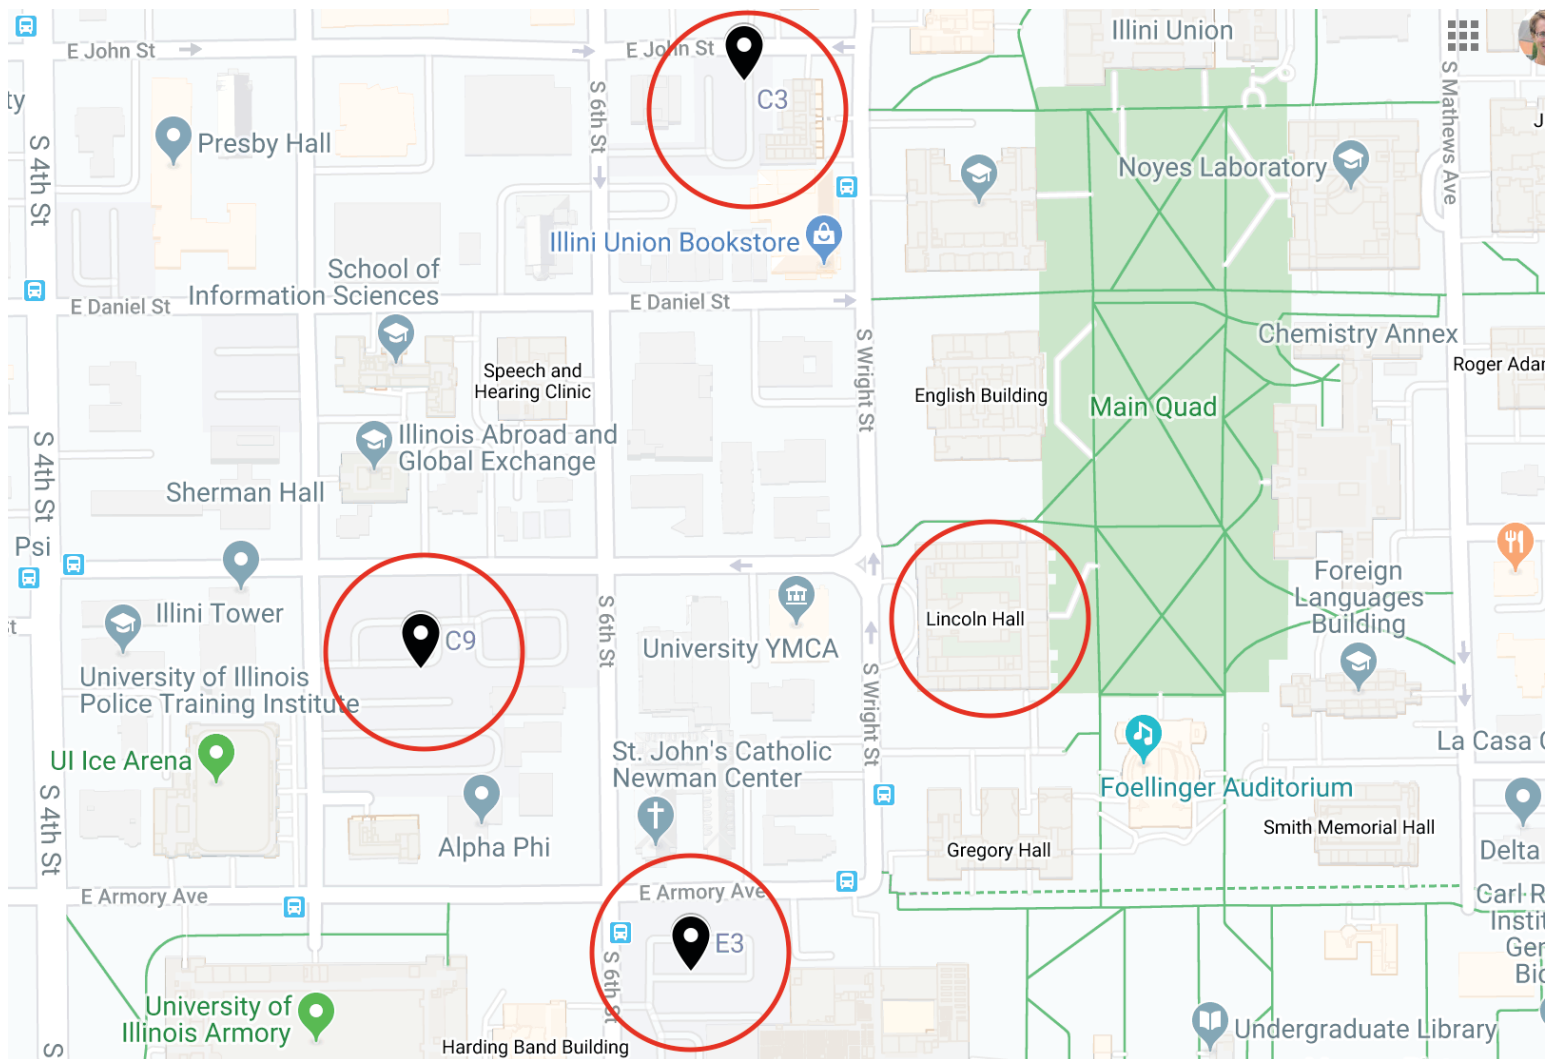 E John St
E John St
Illini Union
C3
S 6th St
S 4th St
Presby Hall
Noyes Laboratory
S Mathews Ave
Illini Union Bookstore
School of
Information Sciences
E Daniel St
E Daniel St
Speech and
Hearing Clinic
S Wright St
English Building
Main Quad
Chemistry Annex
Roger Adar
Illinois Abroad and
Global Exchange
S 4th St
Sherman Hall
Psi
Illini Tower
C9
S 6th St
University YMCA
Lincoln Hall
Foreign
Languages
Building
University of Illinois
Police Training Institute
S Wright St
UI Ice Arena
St. John's Catholic
Newman Center
La Casa C
Foellinger Auditorium
S 4th St
Alpha Phi
Gregory Hall
Smith Memorial Hall
Delta
E Armory Ave
E Armory Ave
Carl R
Instit
Ger
Bio
E3
S 6th St
University of
Illinois Armory
Harding Band Building
Undergraduate Library